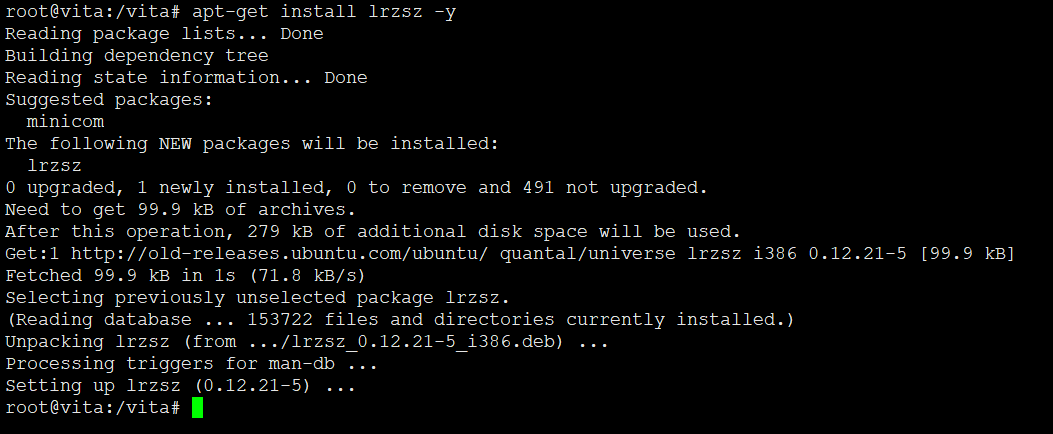 root@vita:/vita# apt-get install lrzsz -y
Reading package lists... Done
Building dependency tree
Reading state information... Done
Suggested packages:
  minicom
The following NEW packages will be installed:
  lrzsz
0 upgraded, 1 newly installed, 0 to remove and 491 not upgraded.
Need to get 99.9 kB of archives.
After this operation, 279 kB of additional disk space will be used.
Get:1 http://old-releases.ubuntu.com/ubuntu/ quantal/universe lrzsz i386 0.12.21-5 [99.9 kB]
Fetched 99.9 kB in 1s (71.8 kB/s)
Selecting previously unselected package lrzsz.
(Reading database ... 153722 files and directories currently installed.)
Unpacking lrzsz (from .../lrzsz_0.12.21-5_i386.deb) ...
Processing triggers for man-db ...
Setting up lrzsz (0.12.21-5) ...
root@vita:/vita#